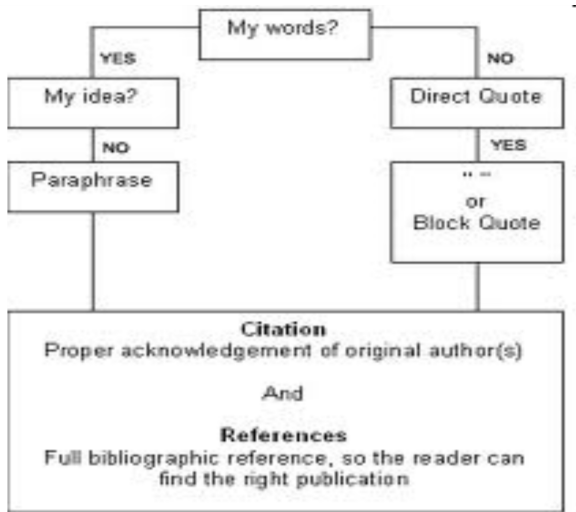 My words?
YES
NO
My idea?
Direct Quote
NO
YES
Paraphrase
" "
or
Block Quote
Citation
Proper acknowledgement of original author(s)
And
References
Full bibliographic reference, so the reader can
find the right publication